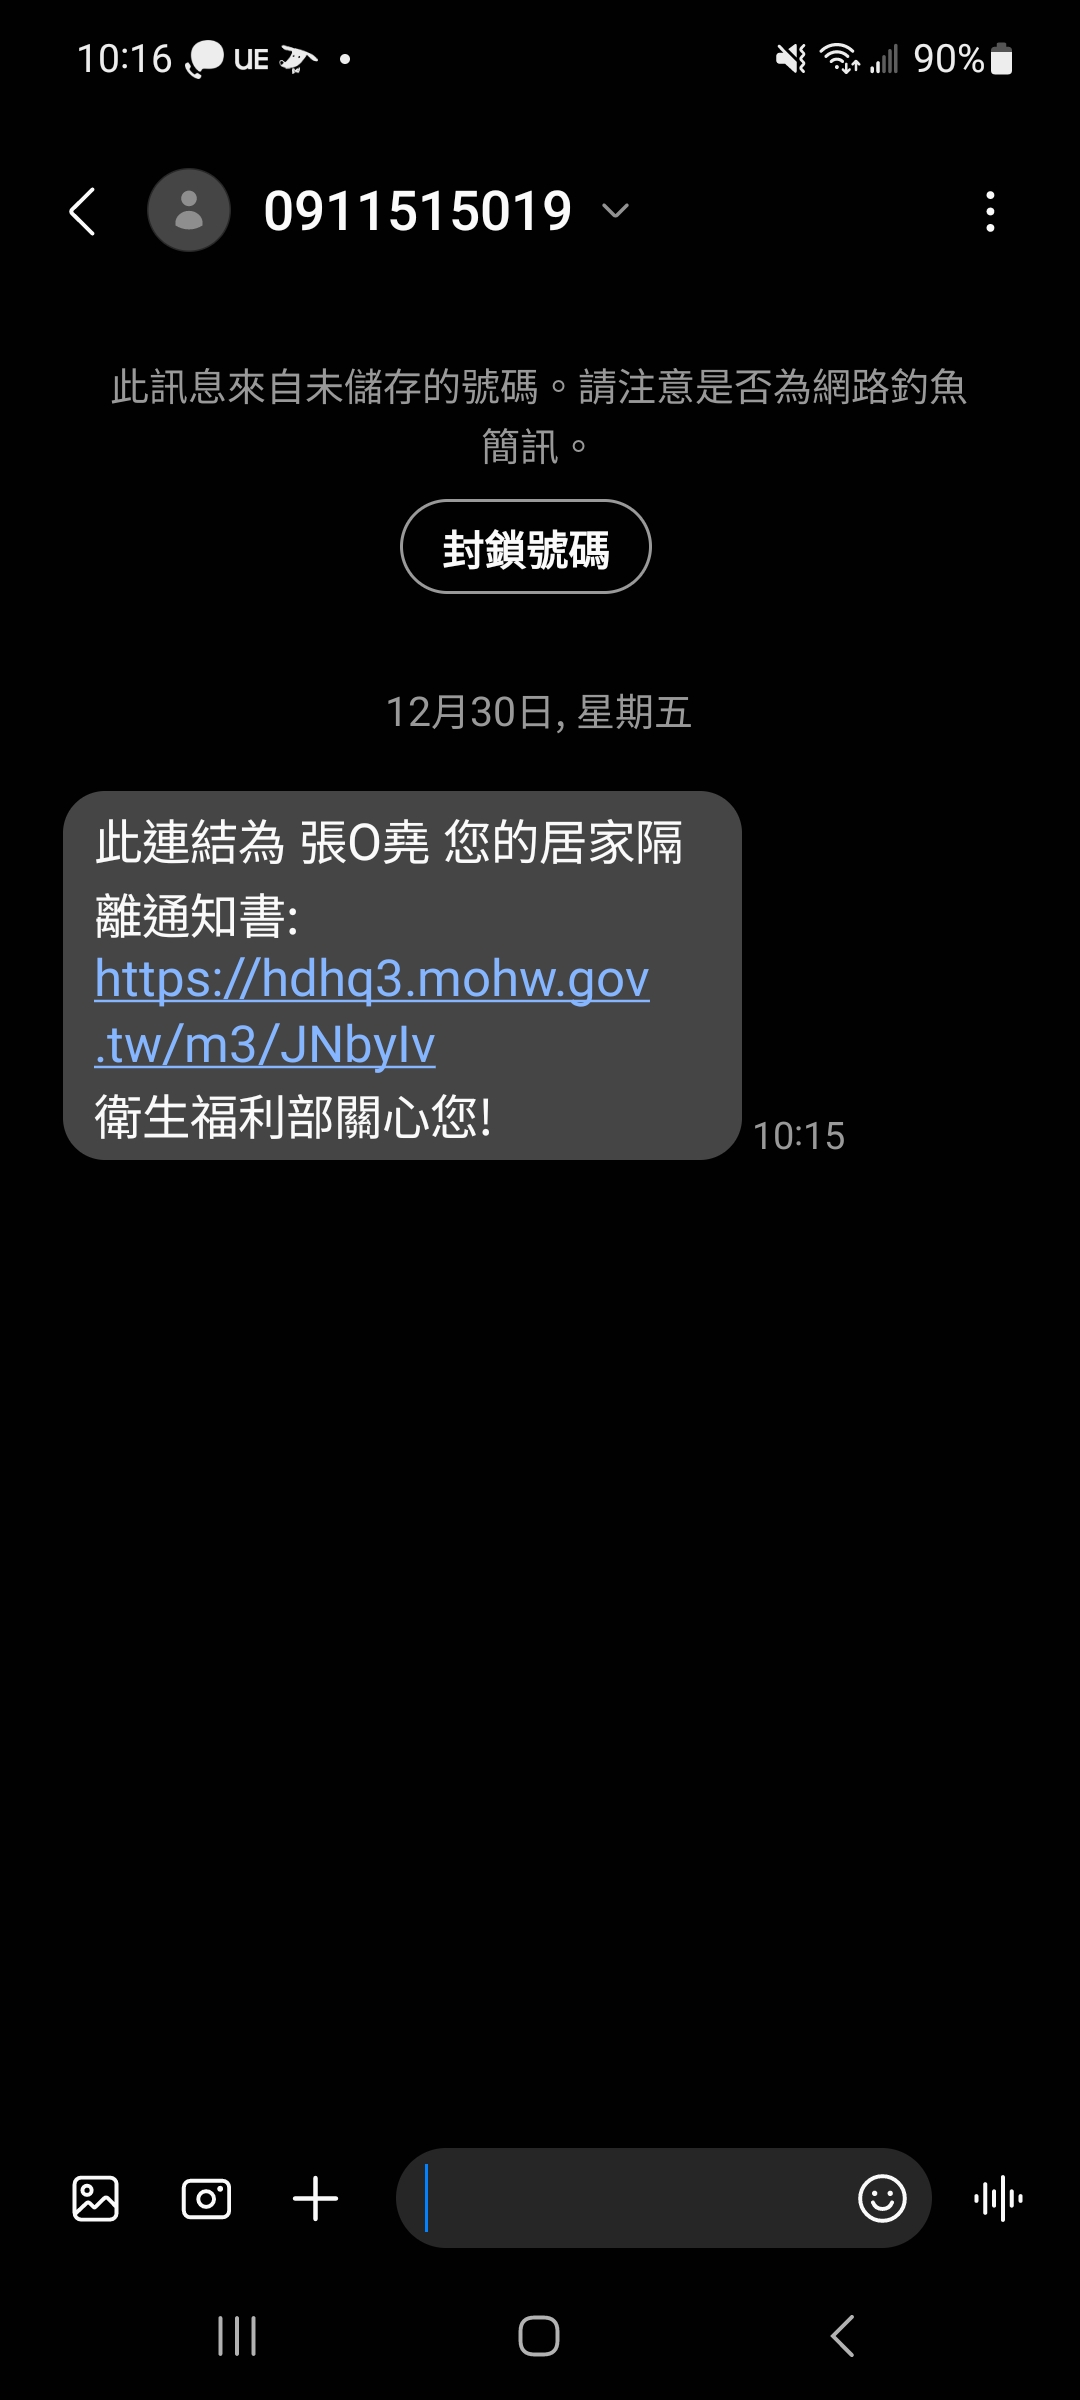 10:16 UE 90%
0911515019
此訊息來自未儲存的號碼。請注意是否為網路釣魚
簡訊。
封鎖號碼
12月30日, 星期五
此連結為 張O堯 您的居家隔
離通知書:
https://hdhq3.mohw.gov
.tw/m3/JNbyIv
衛生福利部關心您!
10:15